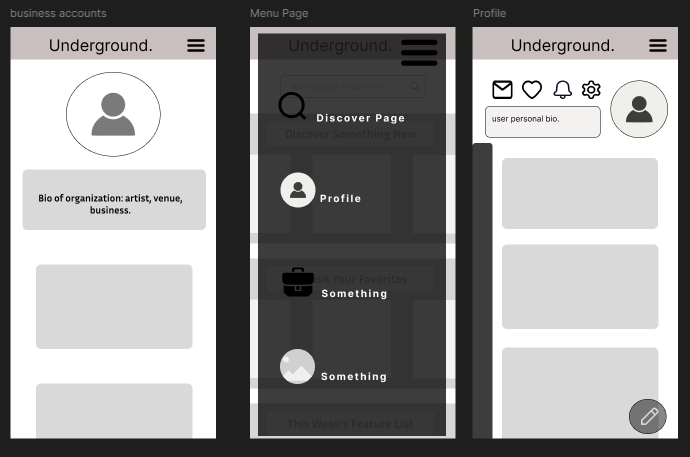 business accounts
Underground.
Bio of organization: artist, venue,
business.
Menu Page
Underground.
Discover Page
Discover Something New
Profile
Visit Your Favorites
Something
Something
This Week's Feature List
Profile
Underground.
user personal bio.